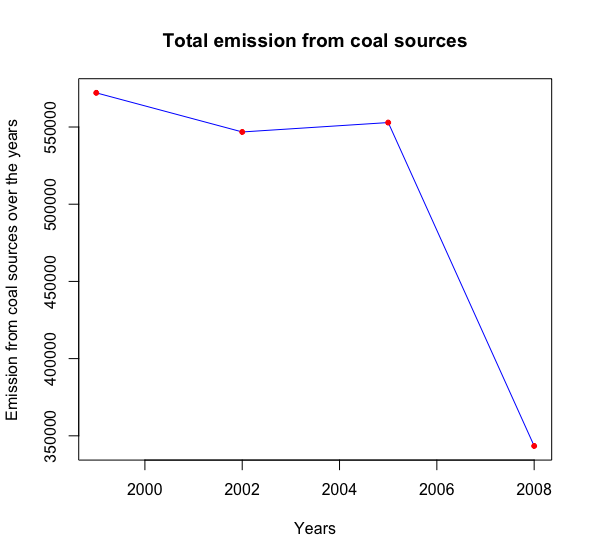 Total emission from coal sources
Emission from coal sources over the years
550000
500000
450000
400000
350000
2000 2002 2004 2006 2008
Years